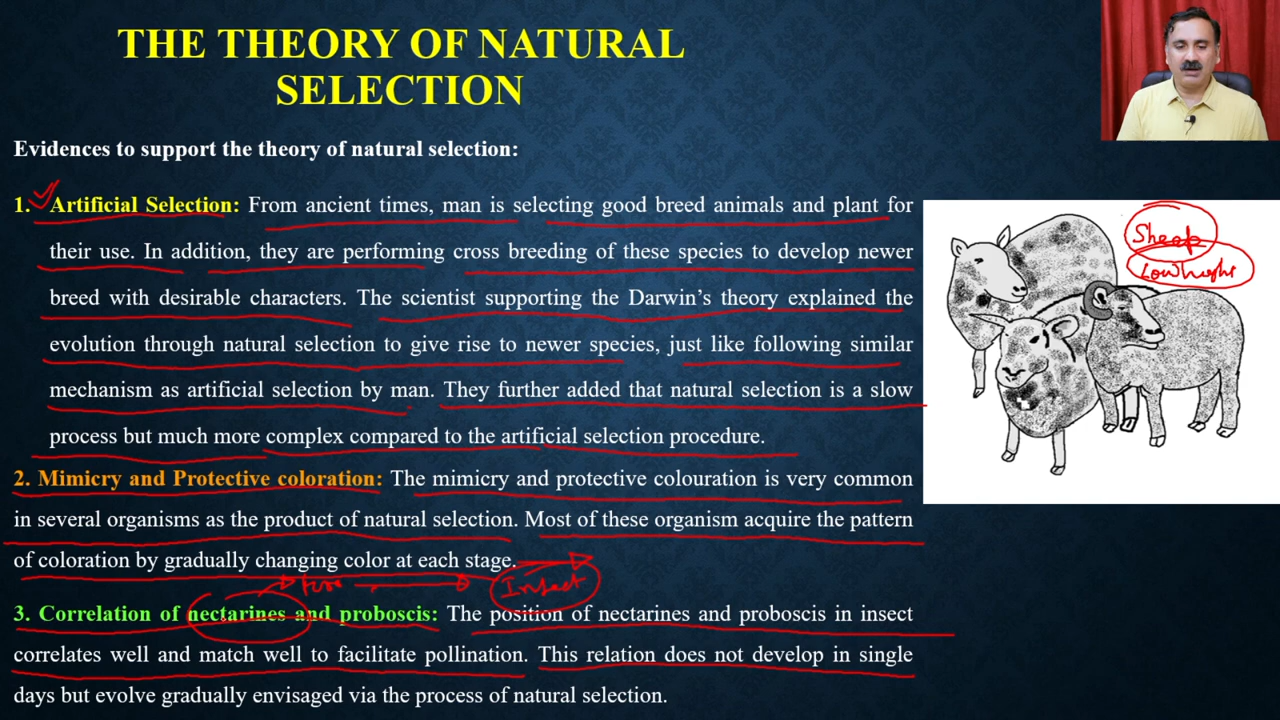 THE THEORY OF NATURAL
SELECTION
Evidences to support the theory of natural selection:
1. Artificial Selection: From ancient times, man is selecting good breed animals and plant for
their use. In addition, they are performing cross breeding of these species to develop newer
breed with desirable characters. The scientist supporting the Darwin's theory explained the
evolution through natural selection to give rise to newer species, just like following similar
mechanism as artificial selection by man. They further added that natural selection is a slow
process but much more complex compared to the artificial selection procedure.
2. Mimicry and Protective coloration: The mimicry and protective colouration is very common
in several organisms as the product of natural selection. Most of these organism acquire the pattern
of coloration by gradually changing color at each stage.
Insect
3. Correlation of nectarines and proboscis: The position of nectarines and proboscis in insect
correlates well and match well to facilitate pollination. This relation does not develop in single
days but evolve gradually envisaged via the process of natural selection.
Sheep